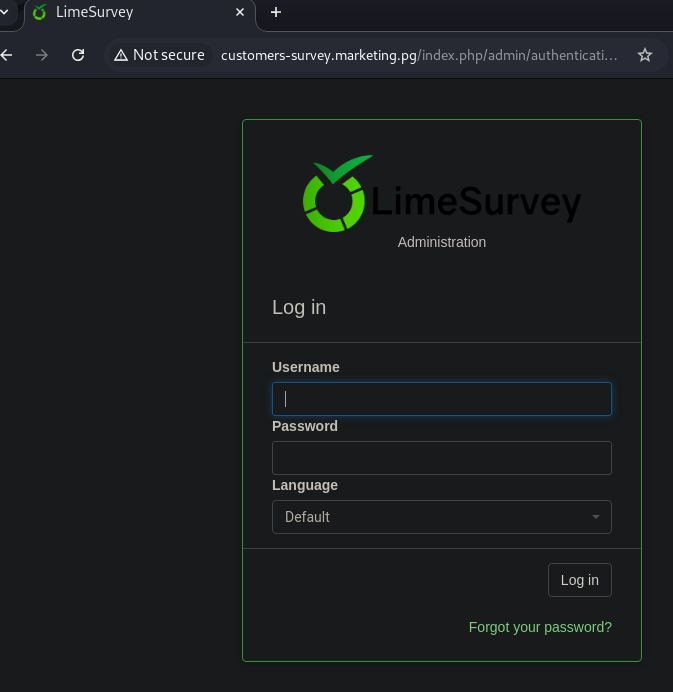 LimeSurvey
Not secure customers-survey.marketing.pg/index.php/admin/authenticati...
LimeSurvey
Administration
Log in
Username
Password
Language
Default
Log in
Forgot your password?